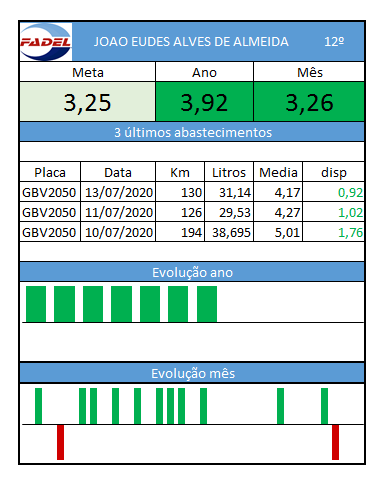 FADEL JOAO EUDES ALVES DE ALMEIDA 12º
Meta Ano Mês
3,25 3,92 3,26
3 últimos abastecimentos
Placa Data Km Litros Media disp
GBV2050 13/07/2020 130 31,14 4,17 0,92
GBV2050 11/07/2020 126 29,53 4,27 1,02
GBV2050 10/07/2020 194 38,695 5,01 1,76
Evolução ano
Evolução mês